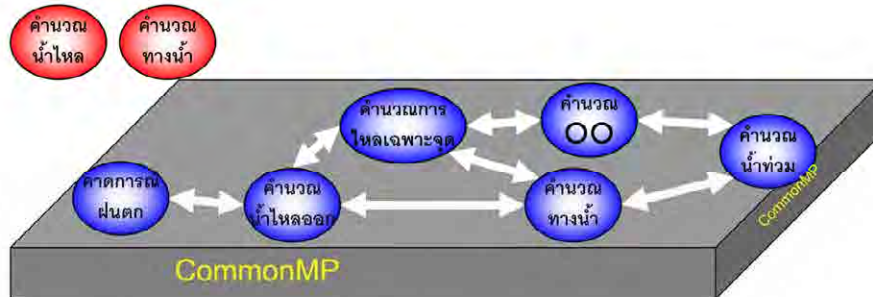 คำนวณ
น้ำไหล
คำนวณ
ทางน้ำ
คำนวณการ
ไหลเฉพาะจุด
คำนวณ
OO
คำนวณ
น้ำท่วม
คาดการณ
ฝนตก
คำนวณ
น้ำไหลออก
คำนวณ
ทางน้ำ
CommonMP
CommonMP